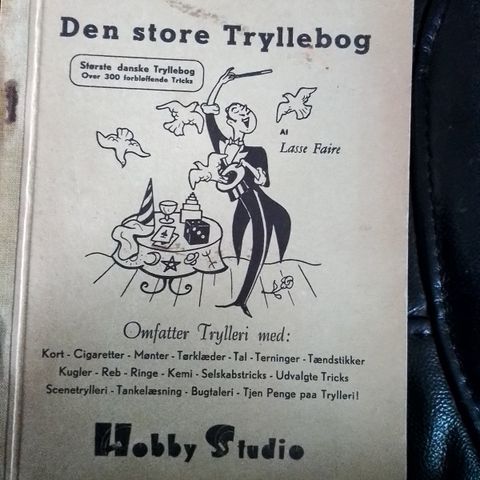 Den store Tryllebog
Største danske Tryllebog
Over 300 forbløffende Tricks
Af
Lasse Faire
Omfatter Trylleri med:
Kort - Cigaretter - Mønter - Tørklæder - Tal - Terninger - Tændstikker
Kugler - Reb - Ringe - Kemi - Selskabstricks - Udvalgte Tricks
Scenetrylleri - Tankelæsning - Bugtaleri - Tjen Penge paa Trylleri!
Hobby Studio